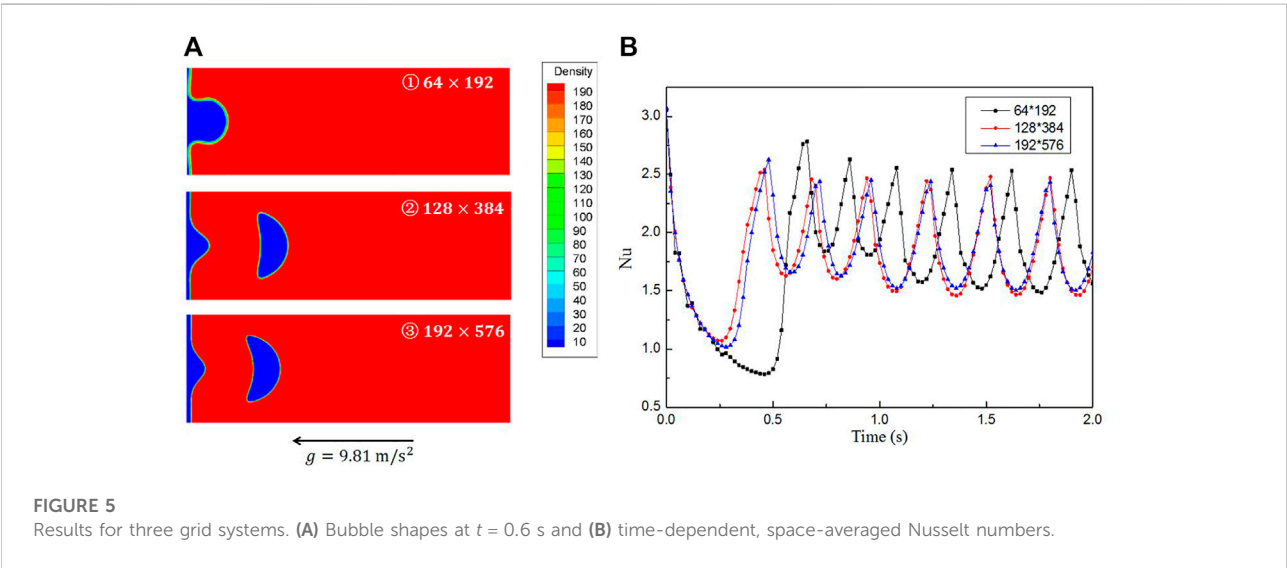 A
① 64 × 192
② 128 × 384
③ 192 × 576
g = 9.81 m/s²
Density
190
180
170
160
150
140
130
120
110
100
90
80
70
60
50
40
30
20
10
B
Nu
3.0
2.5
2.0
1.5
1.0
0.5
64*192
128*384
192*576
0.0 0.5 1.0 1.5 2.0
Time (s)
FIGURE 5
Results for three grid systems. (A) Bubble shapes at t = 0.6 s and (B) time-dependent, space-averaged Nusselt numbers.